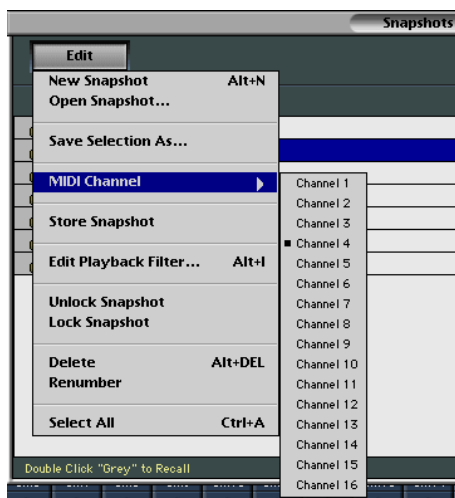 Snapshots
Edit
New Snapshot Alt+N
Open Snapshot...
Save Selection As...
MIDI Channel
Store Snapshot
Edit Playback Filter... Alt+I
Unlock Snapshot
Lock Snapshot
Delete Alt+DEL
Renumber
Select All Ctrl+A
Channel 1
Channel 2
Channel 3
Channel 4
Channel 5
Channel 6
Channel 7
Channel 8
Channel 9
Channel 10
Channel 11
Channel 12
Channel 13
Channel 14
Channel 15
Channel 16
Double Click "Grey" to Recall